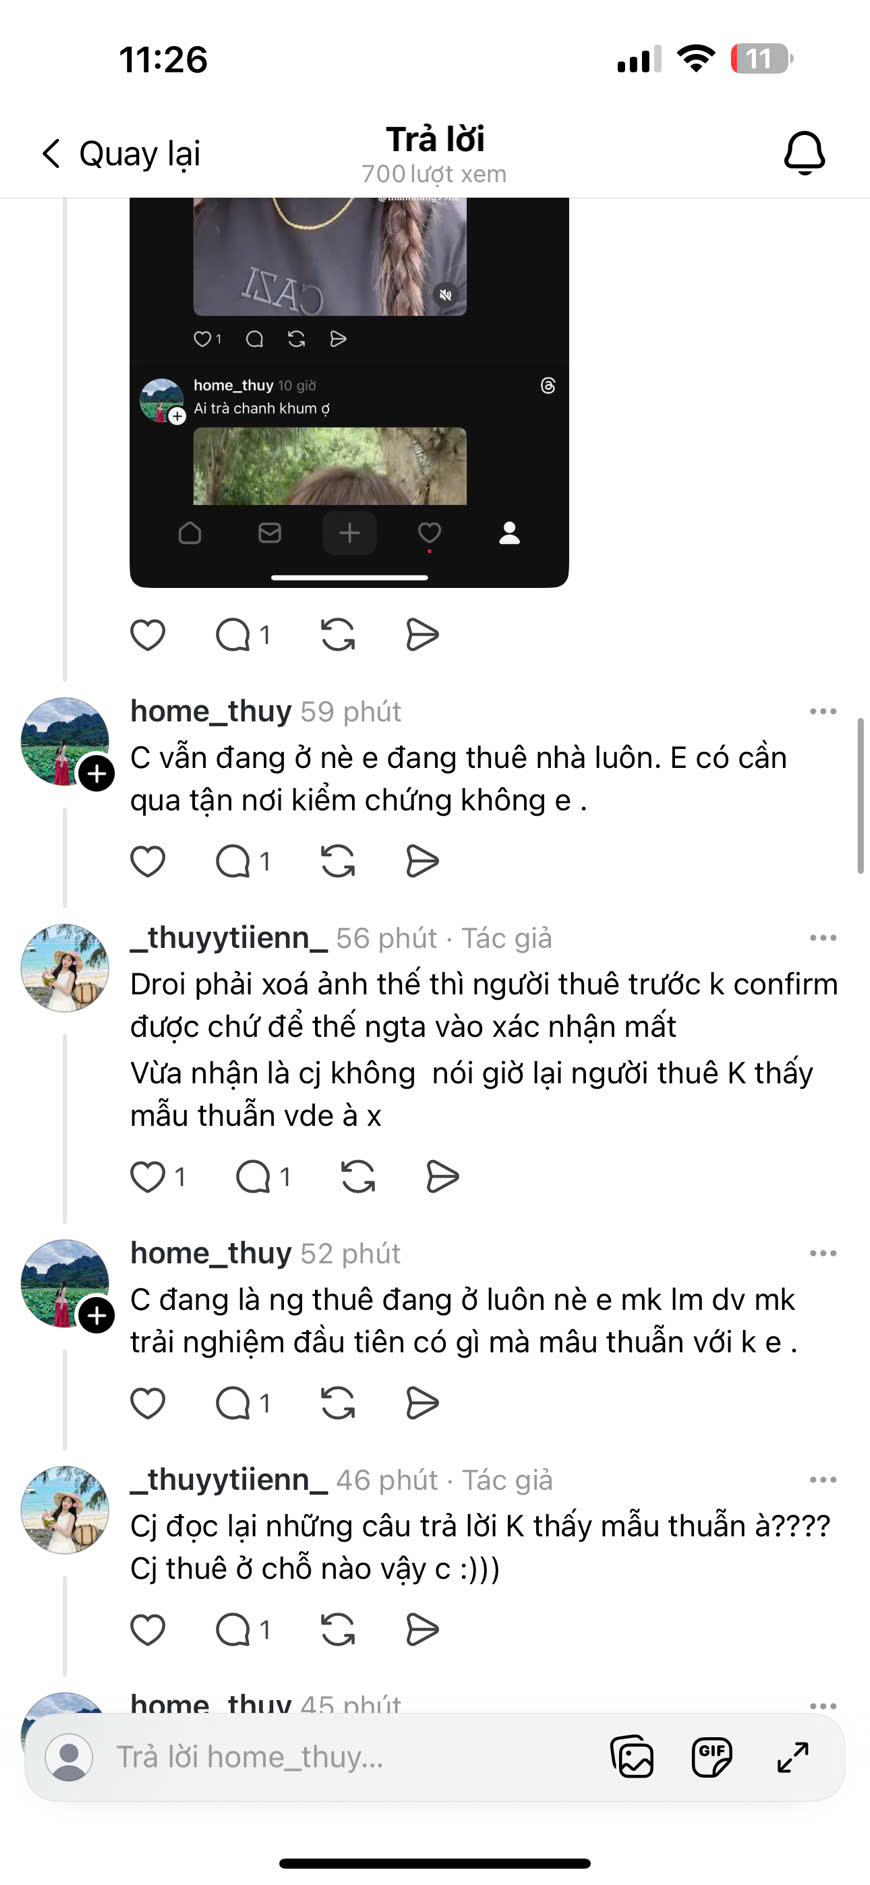 11:26
11
Quay lại
Trả lời
700 lượt xem
CAZI
1
home_thuy 10 giờ
Ai trà chanh khum ợ
1
home_thuy 59 phút
C vẫn đang ở nè e đang thuê nhà luôn. E có cần
qua tận nơi kiểm chứng không e .
1
_thuyytiienn_ 56 phút · Tác giả
Droi phải xoá ảnh thế thì người thuê trước k confirm
được chứ để thế ngta vào xác nhận mất
Vừa nhận là cj không nói giờ lại người thuê K thấy
mẫu thuẫn vde à x
1 1
home_thuy 52 phút
C đang là ng thuê đang ở luôn nè e mk lm dv mk
trải nghiệm đầu tiên có gì mà mâu thuẫn với k e .
1
_thuyytiienn_ 46 phút · Tác giả
Cj đọc lại những câu trả lời K thấy mẫu thuẫn à????
Cj thuê ở chỗ nào vậy c :)))
1
home_thuy 45 phút
Trả lời home_thuy...
GIF